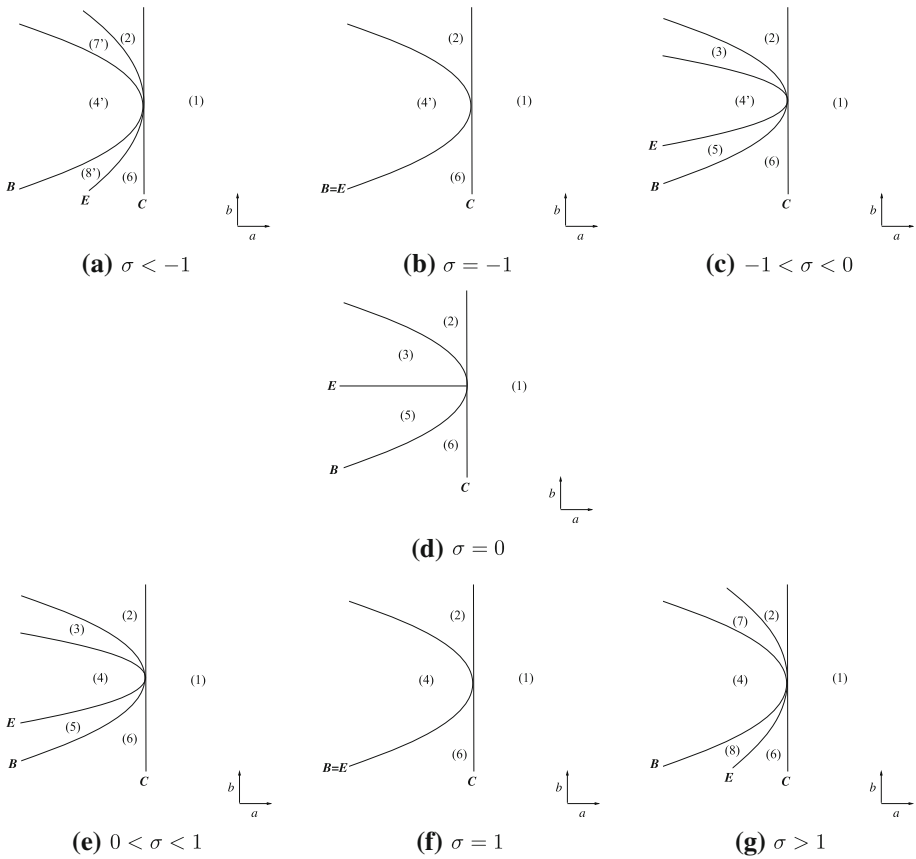 (7') (2)
(4') (1)
(8') (6)
B E C
b
a
(a) σ < −1
(2)
(4') (1)
(6)
B=E C
b
a
(b) σ = −1
(2)
(3)
(4') (1)
E
(5) (6)
B C
b
a
(c) −1 < σ < 0
(2)
(3)
E (1)
(5)
(6)
B C
b
a
(d) σ = 0
(2)
(3)
(4) (1)
E
(5) (6)
B C
b
a
(e) 0 < σ < 1
(2)
(4) (1)
(6)
B=E C
b
a
(f) σ = 1
(7) (2)
(4) (1)
(8) (6)
B E C
b
a
(g) σ > 1